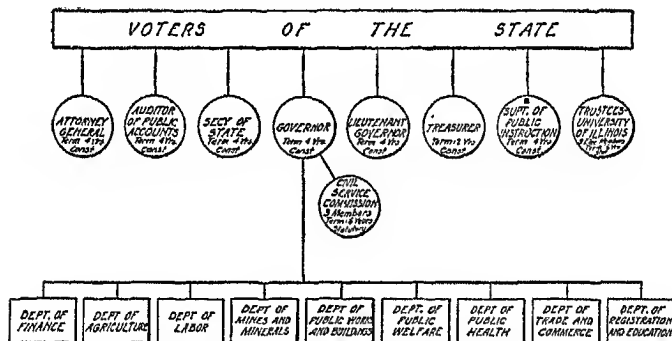 VOTERS OF THE STATE
ATTORNEY
GENERAL
Term 4 Yrs
Const
AUDITOR
OF PUBLIC
ACCOUNTS
Term 4 Yrs
Const
SECY OF
STATE
Term 4 Yrs
Const
GOVERNOR
Term 4 Yrs
Const
LIEUTENANT
GOVERNOR
Term 4 Yrs
Const
TREASURER
Term 2 Yrs
Const
SUPT. OF
PUBLIC
INSTRUCTION
Term 4 Yrs
Const
TRUSTEES-
UNIVERSITY
OF ILLINOIS
CIVIL
SERVICE
COMMISSION
3 Members
Term 6 Years
Statutory
DEPT. OF
FINANCE
DEPT. OF
AGRICULTURE
DEPT OF
LABOR
DEPT OF
MINES AND
MINERALS
DEPT OF
PUBLIC WORKS
AND BUILDINGS
DEPT. OF
PUBLIC
WELFARE
DEPT OF
PUBLIC
HEALTH
DEPT. OF
TRADE AND
COMMERCE
DEPT. OF
REGISTRATION
AND EDUCATION